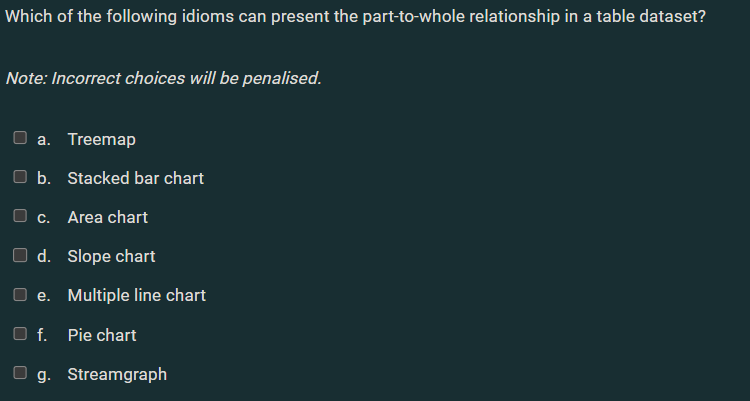 Which of the following idioms can present the part-to-whole relationship in a table dataset?
Note: Incorrect choices will be penalised.
a. Treemap
b. Stacked bar chart
c. Area chart
d. Slope chart
e. Multiple line chart
f. Pie chart
g. Streamgraph